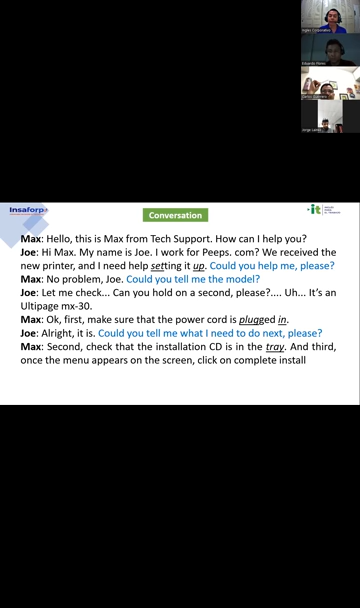 Insaforp
it
Conversation
Max: Hello, this is Max from Tech Support. How can I help you?
Joe: Hi Max. My name is Joe. I work for Peeps. com? We received the
new printer, and I need help setting it up. Could you help me, please?
Max: No problem, Joe. Could you tell me the model?
Joe: Let me check... Can you hold on a second, please?.... Uh... It's an
Ultipage mx-30.
Max: Ok, first, make sure that the power cord is plugged in.
Joe: Alright, it is. Could you tell me what I need to do next, please?
Max: Second, check that the installation CD is in the tray. And third,
once the menu appears on the screen, click on complete install